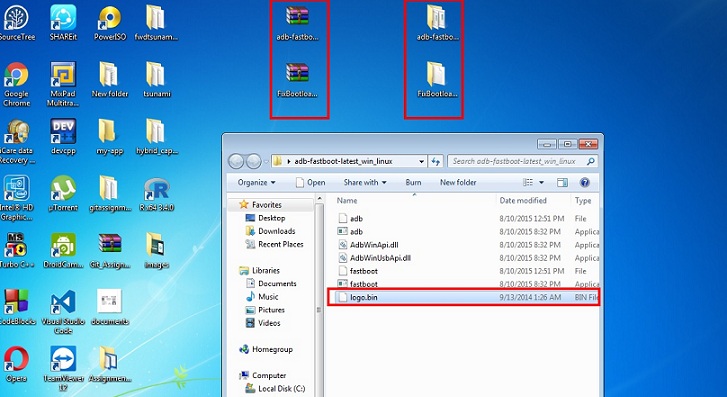 SourceTree
SHAREit
PowerISO
fwdtsunam...
adb-fastbo...
adb-fastbo...
Google
Chrome
MixPad
Multitra...
New folder
tsunami
FixBootloa...
FixBootloa...
iCare data
Recovery ...
devcpp
my-app
hybrid_cap...
Intel® HD
Graphic...
µTorrent
gitassignm...
R x64 3.4.0
Turbo C++
DroidCam...
Git_Assign...
images
CodeBlocks
Visual Studio
Code
documents
Opera
TeamViewer
12
Assignmen...
adb-fastboot-latest_win_linux
Search adb-fastboot-latest_win_linux
Organize
Open
Share with
Burn
New folder
Favorites
Desktop
Downloads
Recent Places
Libraries
Documents
Music
Pictures
Videos
Homegroup
Computer
Local Disk (C:)
Name
Date modified
Type
adb 8/10/2015 12:51 PM File
adb 8/10/2015 8:32 PM Applica
AdbWinApi.dll 8/10/2015 8:32 PM Applica
AdbWinUsbApi.dll 8/10/2015 8:32 PM Applica
fastboot 8/10/2015 12:51 PM File
fastboot 8/10/2015 8:32 PM Applica
logo.bin 9/13/2014 1:26 AM BIN File